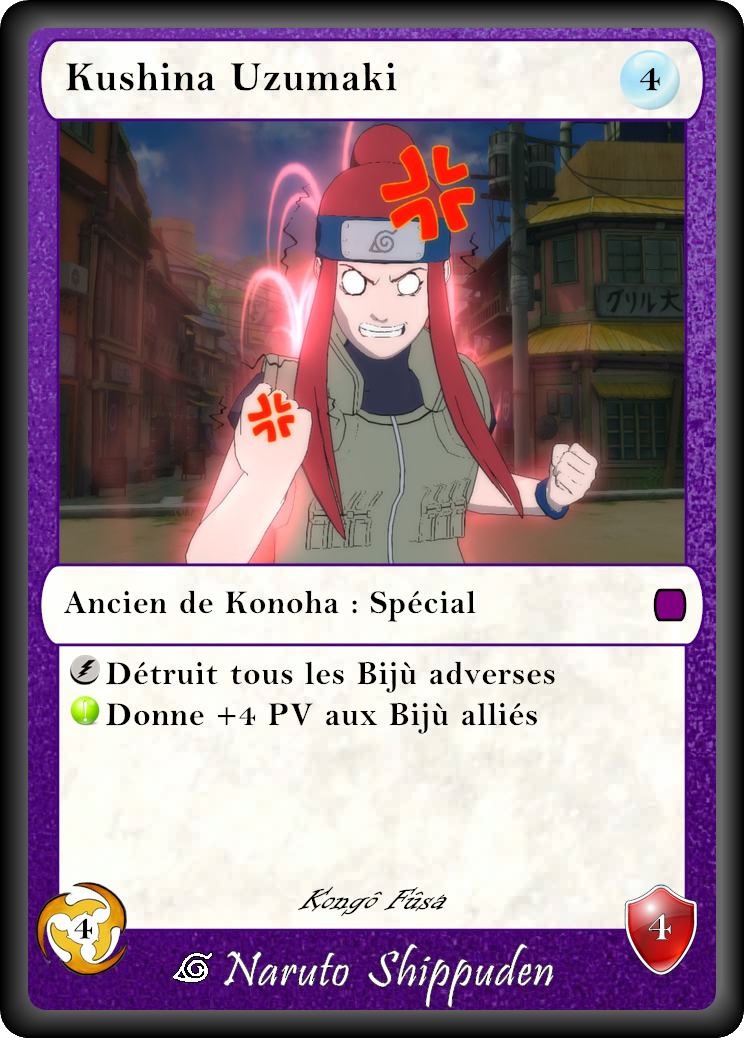 Kushina Uzumaki
4
グリル大
Ancien de Konoha : Spécial
Détruit tous les Bijù adverses
Donne +4 PV aux Bijù alliés
Kongô Fûsa
4
4
Naruto Shippuden